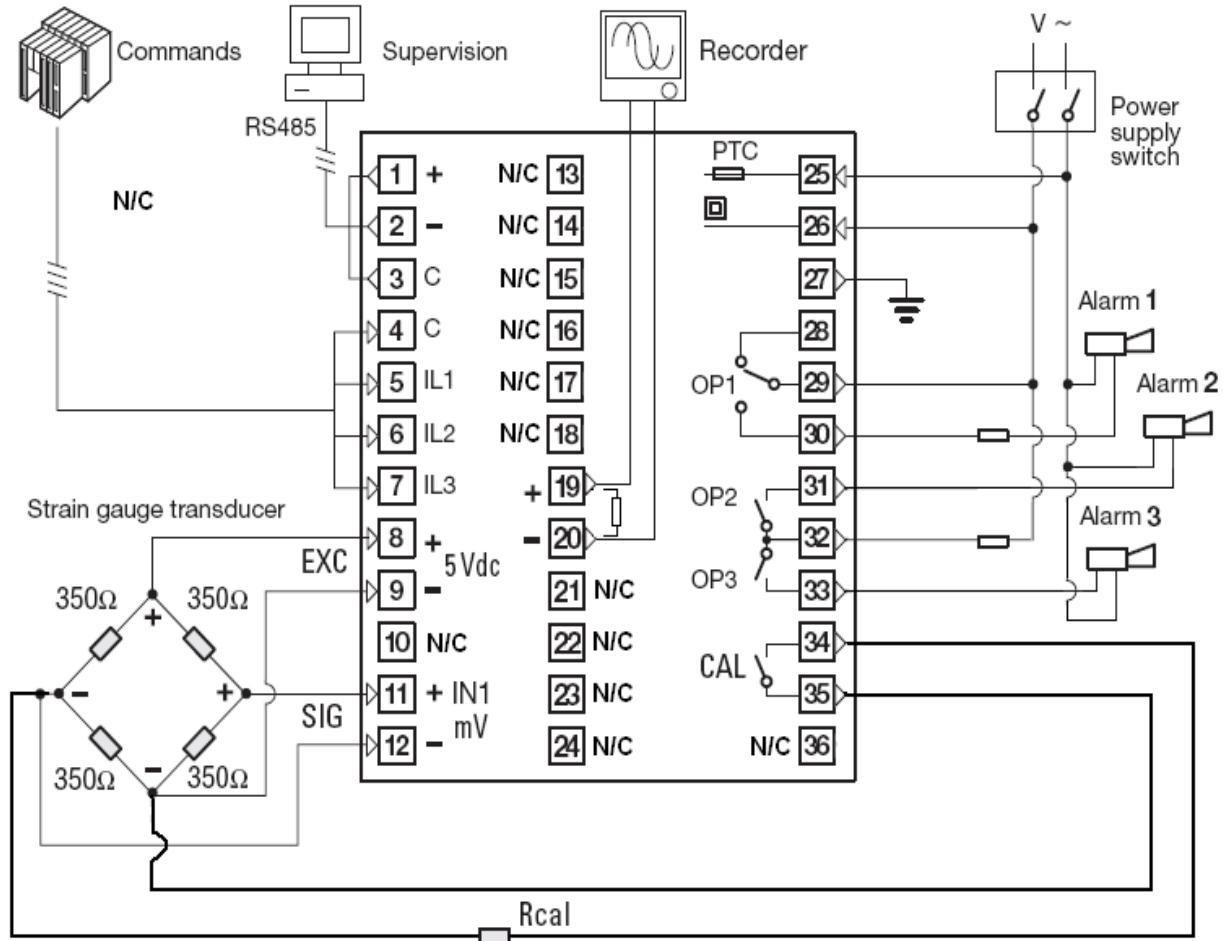 Commands
Supervision
Recorder
V ~
Power
supply
switch
RS485
N/C
1 +
2 −
3 C
4 C
5 IL1
6 IL2
7 IL3
8 +
EXC
5 Vdc
9 −
10 N/C
11 + IN1
SIG
mV
12 −
N/C 13
N/C 14
N/C 15
N/C 16
N/C 17
N/C 18
+ 19
− 20
21 N/C
22 N/C
23 N/C
24 N/C
PTC
25
26
27
28
OP1 29
30
31
OP2
32
OP3
33
34
CAL
35
N/C 36
Alarm 1
Alarm 2
Alarm 3
Strain gauge transducer
350Ω 350Ω
+
− +
−
350Ω 350Ω
Rcal